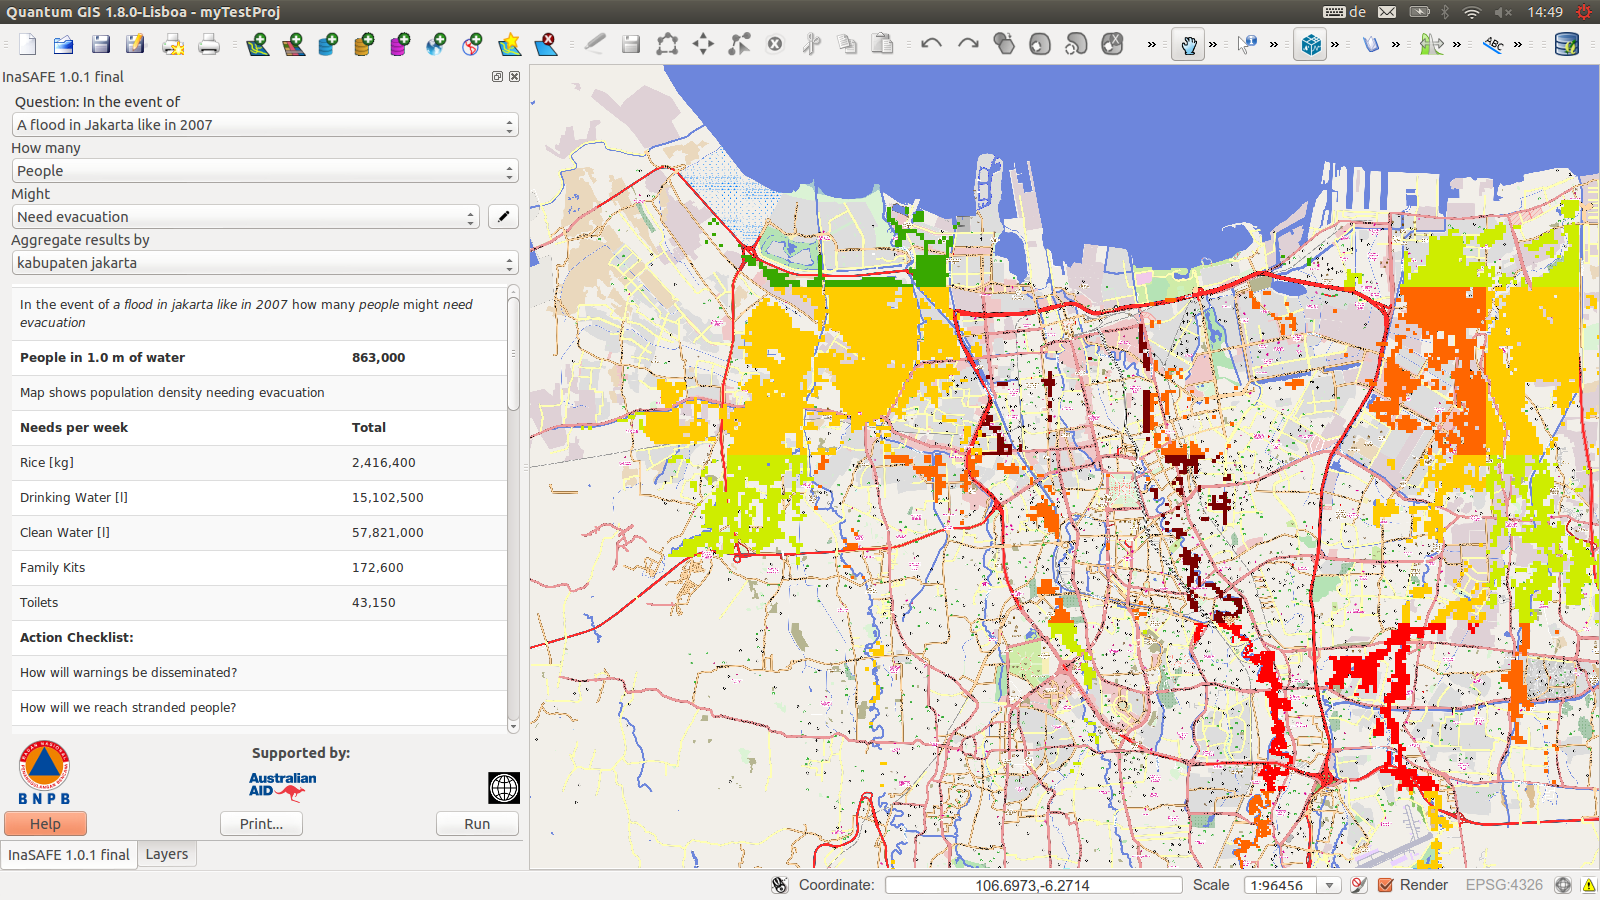 Quantum GIS 1.8.0-Lisboa - myTestProj
de
14:49
ABC
InaSAFE 1.0.1 final
Question: In the event of
A flood in Jakarta like in 2007
How many
People
Might
Need evacuation
Aggregate results by
kabupaten jakarta
In the event of a flood in jakarta like in 2007 how many people might need
evacuation
People in 1.0 m of water 863,000
Map shows population density needing evacuation
Needs per week Total
Rice [kg] 2,416,400
Drinking Water [l] 15,102,500
Clean Water [l] 57,821,000
Family Kits 172,600
Toilets 43,150
Action Checklist:
How will warnings be disseminated?
How will we reach stranded people?
BNPB
Supported by:
Australian
AID
Help
Print...
Run
InaSAFE 1.0.1 final
Layers
Coordinate: 106.6973,-6.2714
Scale 1:96456
Render
EPSG:4326